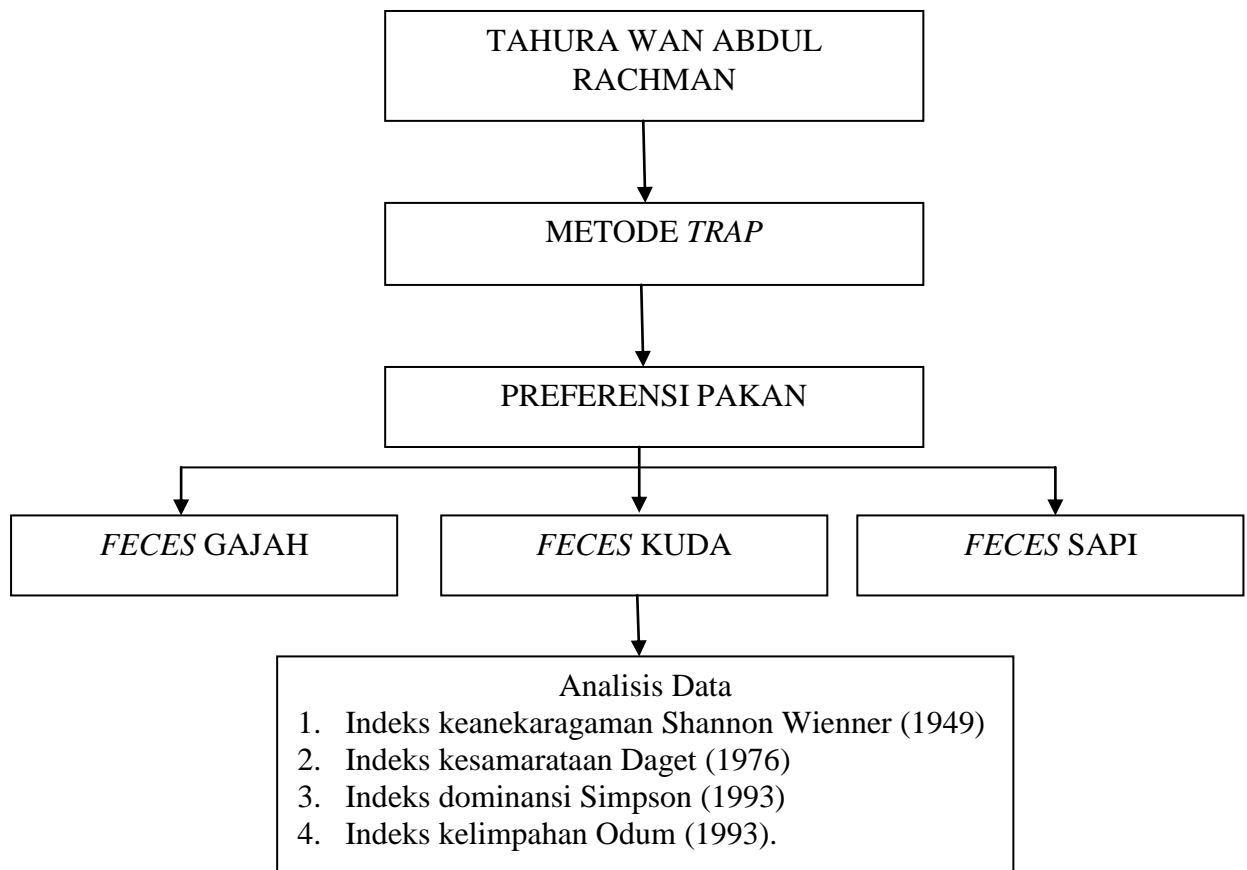 TAHURA WAN ABDUL
RACHMAN
METODE TRAP
PREFERENSI PAKAN
FECES GAJAH
FECES KUDA
FECES SAPI
Analisis Data
1. Indeks keanekaragaman Shannon Wienner (1949)
2. Indeks kesamarataan Daget (1976)
3. Indeks dominansi Simpson (1993)
4. Indeks kelimpahan Odum (1993).